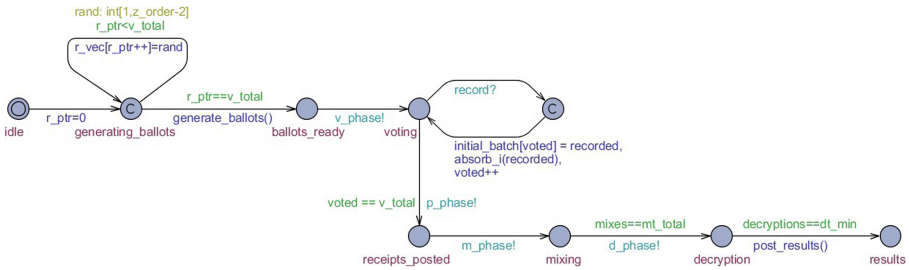 rand: int[1,z_order-2]
r_ptr<v_total
r_vec[r_ptr++]=rand
C
idle
r_ptr=0
generating_ballots
r_ptr==v_total
generate_ballots()
ballots_ready
v_phase!
voting
record?
C
initial_batch[voted] = recorded,
absorb_i(recorded),
voted++
voted == v_total
p_phase!
receipts_posted
m_phase!
mixing
mixes==mt_total
d_phase!
decryption
decryptions==dt_min
post_results()
results